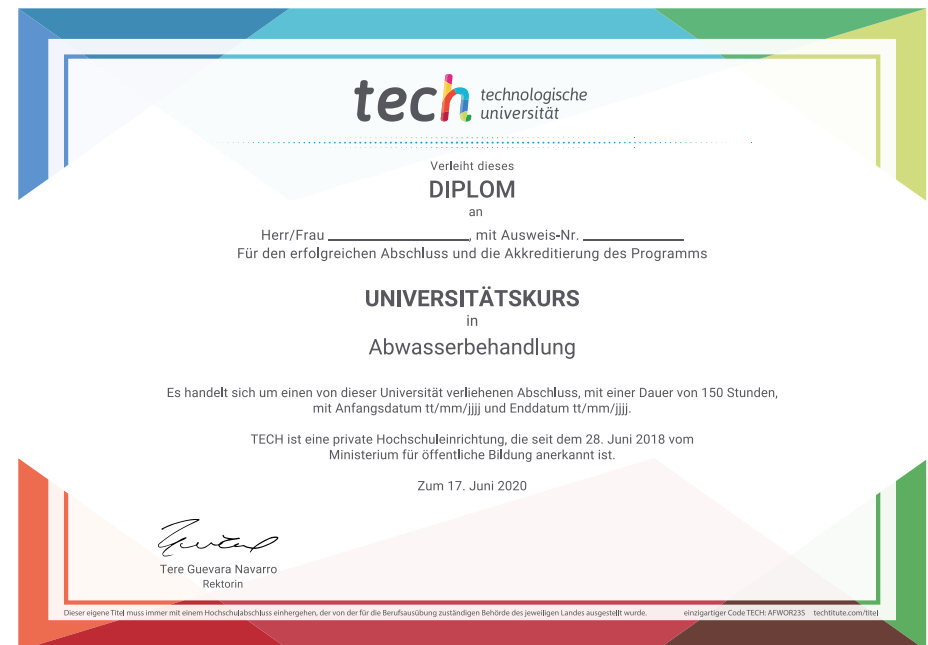 tech technologische
universität
Verleiht dieses
DIPLOM
an
Herr/Frau ____________, mit Ausweis-Nr. ____________
Für den erfolgreichen Abschluss und die Akkreditierung des Programms
UNIVERSITÄTSKURS
in
Abwasserbehandlung
Es handelt sich um einen von dieser Universität verliehenen Abschluss, mit einer Dauer von 150 Stunden,
mit Anfangsdatum tt/mm/jjjj und Enddatum tt/mm/jjjj.
TECH ist eine private Hochschuleinrichtung, die seit dem 28. Juni 2018 vom
Ministerium für öffentliche Bildung anerkannt ist.
Zum 17. Juni 2020
Tere Guevara Navarro
Rektorin
Dieser eigene Titel muss immer mit einem Hochschulabschluss einhergehen, der von der für die Berufsausübung zuständigen Behörde des jeweiligen Landes ausgestellt wurde. einzigartiger Code TECH: AFWOR23S techtitute.com/titel